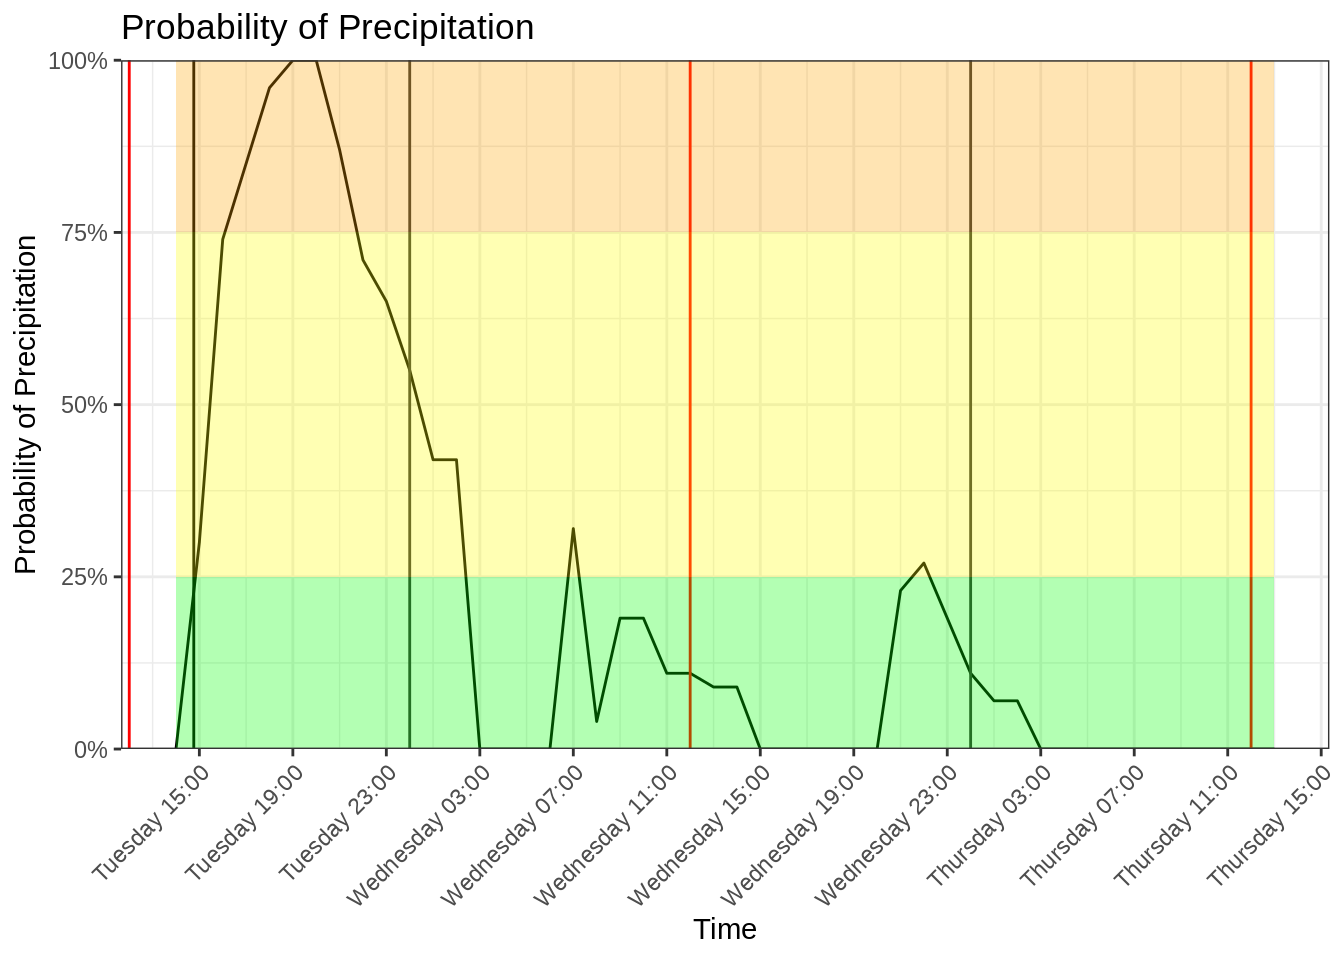 Probability of Precipitation
Probability of Precipitation
100%
75%
50%
25%
0%
Tuesday 15:00
Tuesday 19:00
Tuesday 23:00
Wednesday 03:00
Wednesday 07:00
Wednesday 11:00
Wednesday 15:00
Wednesday 19:00
Wednesday 23:00
Thursday 03:00
Thursday 07:00
Thursday 11:00
Thursday 15:00
Time